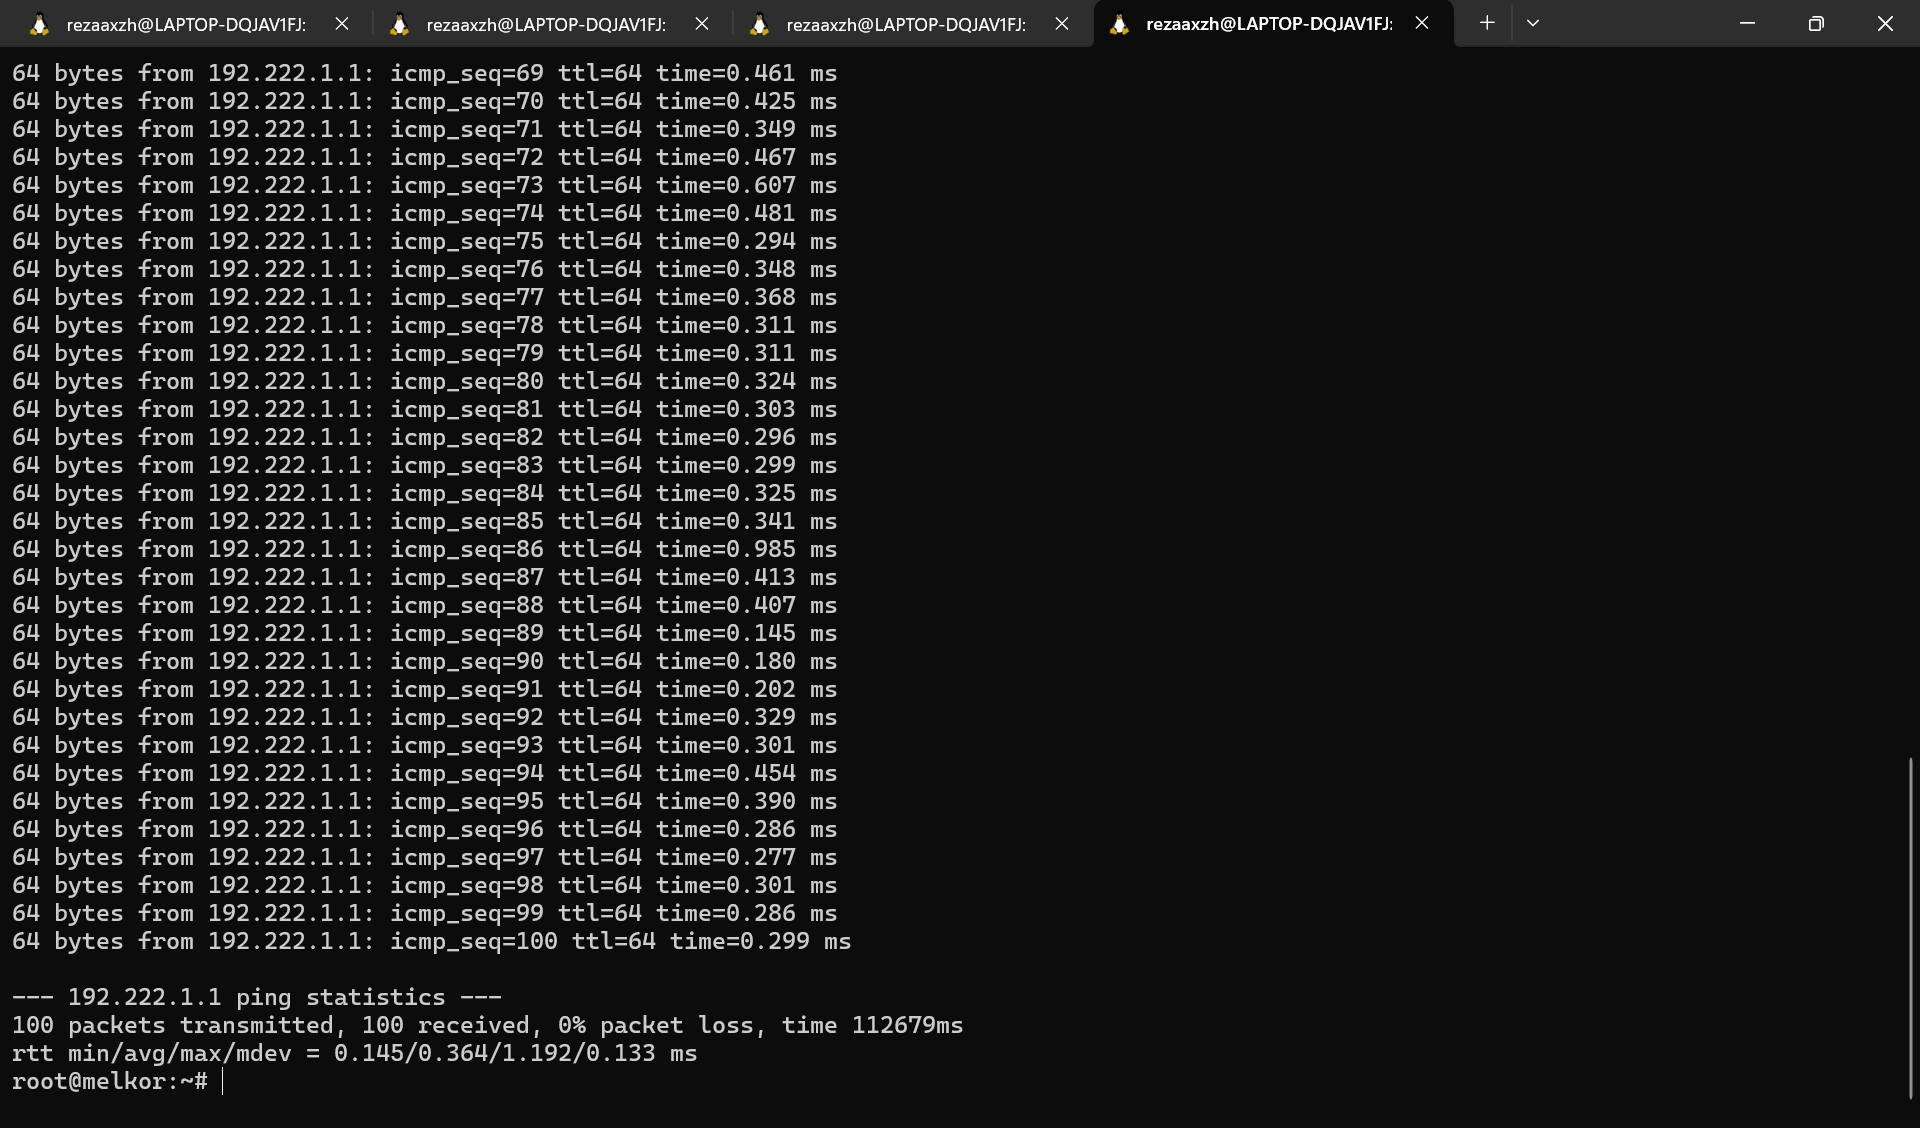 rezaaxzh@LAPTOP-DQJAV1FJ: rezaaxzh@LAPTOP-DQJAV1FJ: rezaaxzh@LAPTOP-DQJAV1FJ: rezaaxzh@LAPTOP-DQJAV1FJ:
64 bytes from 192.222.1.1: icmp_seq=69 ttl=64 time=0.461 ms
64 bytes from 192.222.1.1: icmp_seq=70 ttl=64 time=0.425 ms
64 bytes from 192.222.1.1: icmp_seq=71 ttl=64 time=0.349 ms
64 bytes from 192.222.1.1: icmp_seq=72 ttl=64 time=0.467 ms
64 bytes from 192.222.1.1: icmp_seq=73 ttl=64 time=0.607 ms
64 bytes from 192.222.1.1: icmp_seq=74 ttl=64 time=0.481 ms
64 bytes from 192.222.1.1: icmp_seq=75 ttl=64 time=0.294 ms
64 bytes from 192.222.1.1: icmp_seq=76 ttl=64 time=0.348 ms
64 bytes from 192.222.1.1: icmp_seq=77 ttl=64 time=0.368 ms
64 bytes from 192.222.1.1: icmp_seq=78 ttl=64 time=0.311 ms
64 bytes from 192.222.1.1: icmp_seq=79 ttl=64 time=0.311 ms
64 bytes from 192.222.1.1: icmp_seq=80 ttl=64 time=0.324 ms
64 bytes from 192.222.1.1: icmp_seq=81 ttl=64 time=0.303 ms
64 bytes from 192.222.1.1: icmp_seq=82 ttl=64 time=0.296 ms
64 bytes from 192.222.1.1: icmp_seq=83 ttl=64 time=0.299 ms
64 bytes from 192.222.1.1: icmp_seq=84 ttl=64 time=0.325 ms
64 bytes from 192.222.1.1: icmp_seq=85 ttl=64 time=0.341 ms
64 bytes from 192.222.1.1: icmp_seq=86 ttl=64 time=0.985 ms
64 bytes from 192.222.1.1: icmp_seq=87 ttl=64 time=0.413 ms
64 bytes from 192.222.1.1: icmp_seq=88 ttl=64 time=0.407 ms
64 bytes from 192.222.1.1: icmp_seq=89 ttl=64 time=0.145 ms
64 bytes from 192.222.1.1: icmp_seq=90 ttl=64 time=0.180 ms
64 bytes from 192.222.1.1: icmp_seq=91 ttl=64 time=0.202 ms
64 bytes from 192.222.1.1: icmp_seq=92 ttl=64 time=0.329 ms
64 bytes from 192.222.1.1: icmp_seq=93 ttl=64 time=0.301 ms
64 bytes from 192.222.1.1: icmp_seq=94 ttl=64 time=0.454 ms
64 bytes from 192.222.1.1: icmp_seq=95 ttl=64 time=0.390 ms
64 bytes from 192.222.1.1: icmp_seq=96 ttl=64 time=0.286 ms
64 bytes from 192.222.1.1: icmp_seq=97 ttl=64 time=0.277 ms
64 bytes from 192.222.1.1: icmp_seq=98 ttl=64 time=0.301 ms
64 bytes from 192.222.1.1: icmp_seq=99 ttl=64 time=0.286 ms
64 bytes from 192.222.1.1: icmp_seq=100 ttl=64 time=0.299 ms
--- 192.222.1.1 ping statistics ---
100 packets transmitted, 100 received, 0% packet loss, time 112679ms
rtt min/avg/max/mdev = 0.145/0.364/1.192/0.133 ms
root@melkor:~#